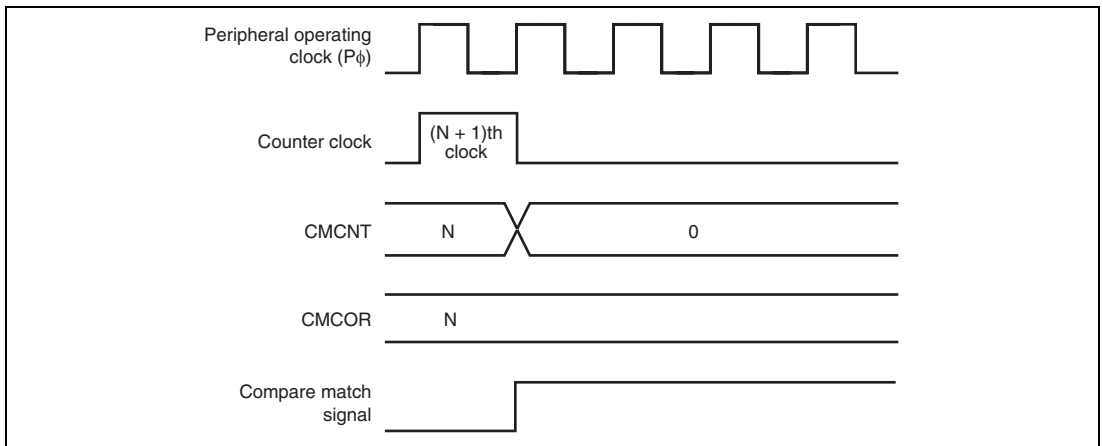 Peripheral operating
clock (Pϕ)
Counter clock
(N + 1)th
clock
CMCNT
N
0
CMCOR
N
Compare match
signal